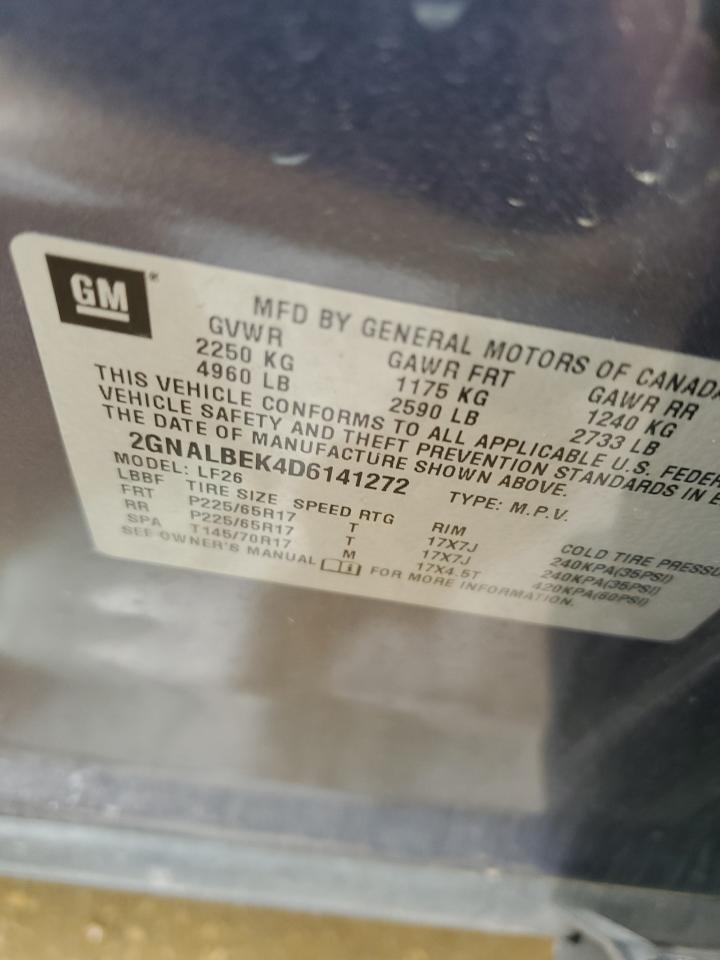 GM
MFD BY GENERAL MOTORS OF CANADA
GVWR GAWR FRT GAWR RR
2250 KG 1175 KG 1240 KG
4960 LB 2590 LB 2733 LB
THIS VEHICLE CONFORMS TO ALL APPLICABLE U.S. FEDER
VEHICLE SAFETY AND THEFT PREVENTION STANDARDS IN E
THE DATE OF MANUFACTURE SHOWN ABOVE.
2GNALBEK4D6141272 TYPE: M.P.V.
MODEL: LF26
LBBF TIRE SIZE SPEED RTG RIM COLD TIRE PRESSU
FRT P225/65R17 T 17X7J 240KPA(35PSI)
RR P225/65R17 T 17X7J 240KPA(35PSI)
SPA T145/70R17 M 17X4.5T 420KPA(60PSI)
SEE OWNER'S MANUAL FOR MORE INFORMATION.